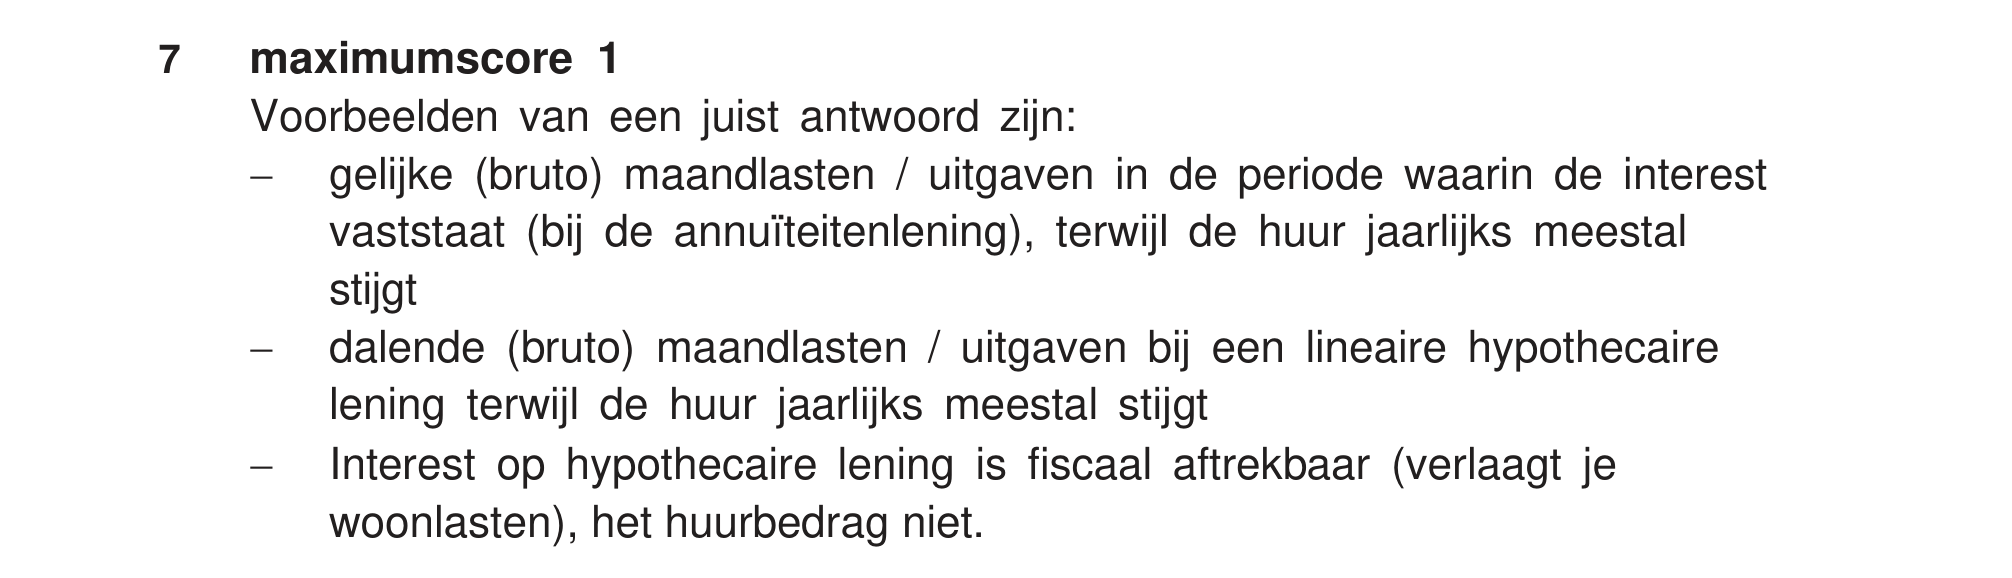 7 maximumscore 1
Voorbeelden van een juist antwoord zijn:
– gelijke (bruto) maandlasten / uitgaven in de periode waarin de interest
vaststaat (bij de annuïteitenlening), terwijl de huur jaarlijks meestal
stijgt
– dalende (bruto) maandlasten / uitgaven bij een lineaire hypothecaire
lening terwijl de huur jaarlijks meestal stijgt
– Interest op hypothecaire lening is fiscaal aftrekbaar (verlaagt je
woonlasten), het huurbedrag niet.